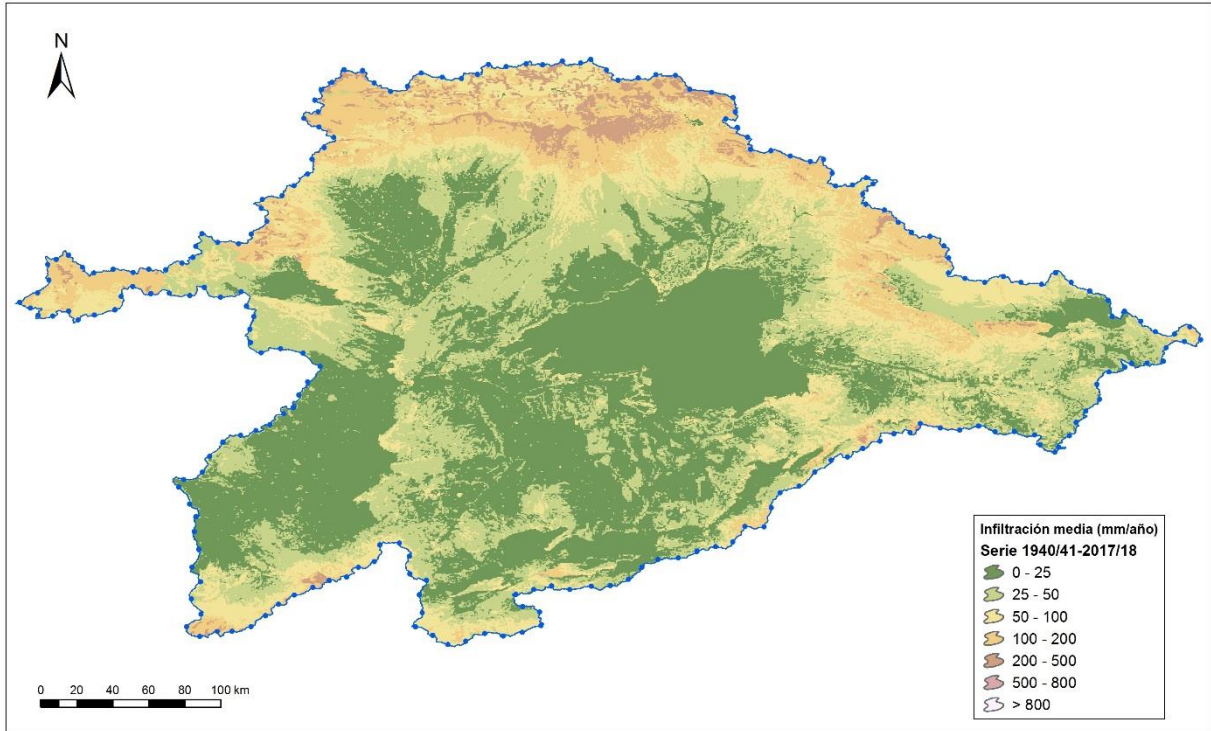 N
Infiltración media (mm/año)
Serie 1940/41-2017/18
0 - 25
25 - 50
50 - 100
100 - 200
200 - 500
500 - 800
> 800
0 20 40 60 80 100 km